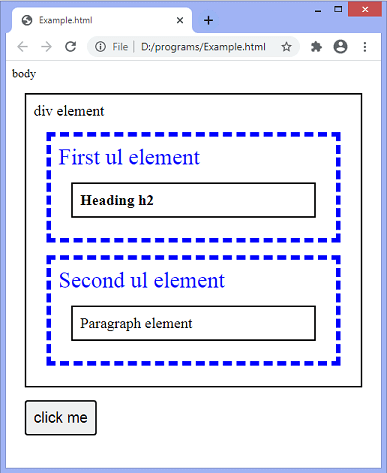 Example.html
File
D:/programs/Example.html
body
div element
First ul element
Heading h2
Second ul element
Paragraph element
click me